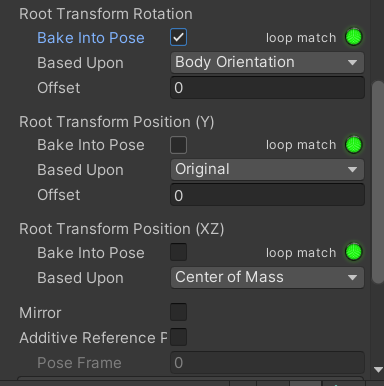 Root Transform Rotation
Bake Into Pose loop match
Based Upon Body Orientation
Offset 0
Root Transform Position (Y)
Bake Into Pose loop match
Based Upon Original
Offset 0
Root Transform Position (XZ)
Bake Into Pose loop match
Based Upon Center of Mass
Mirror
Additive Reference P
Pose Frame 0